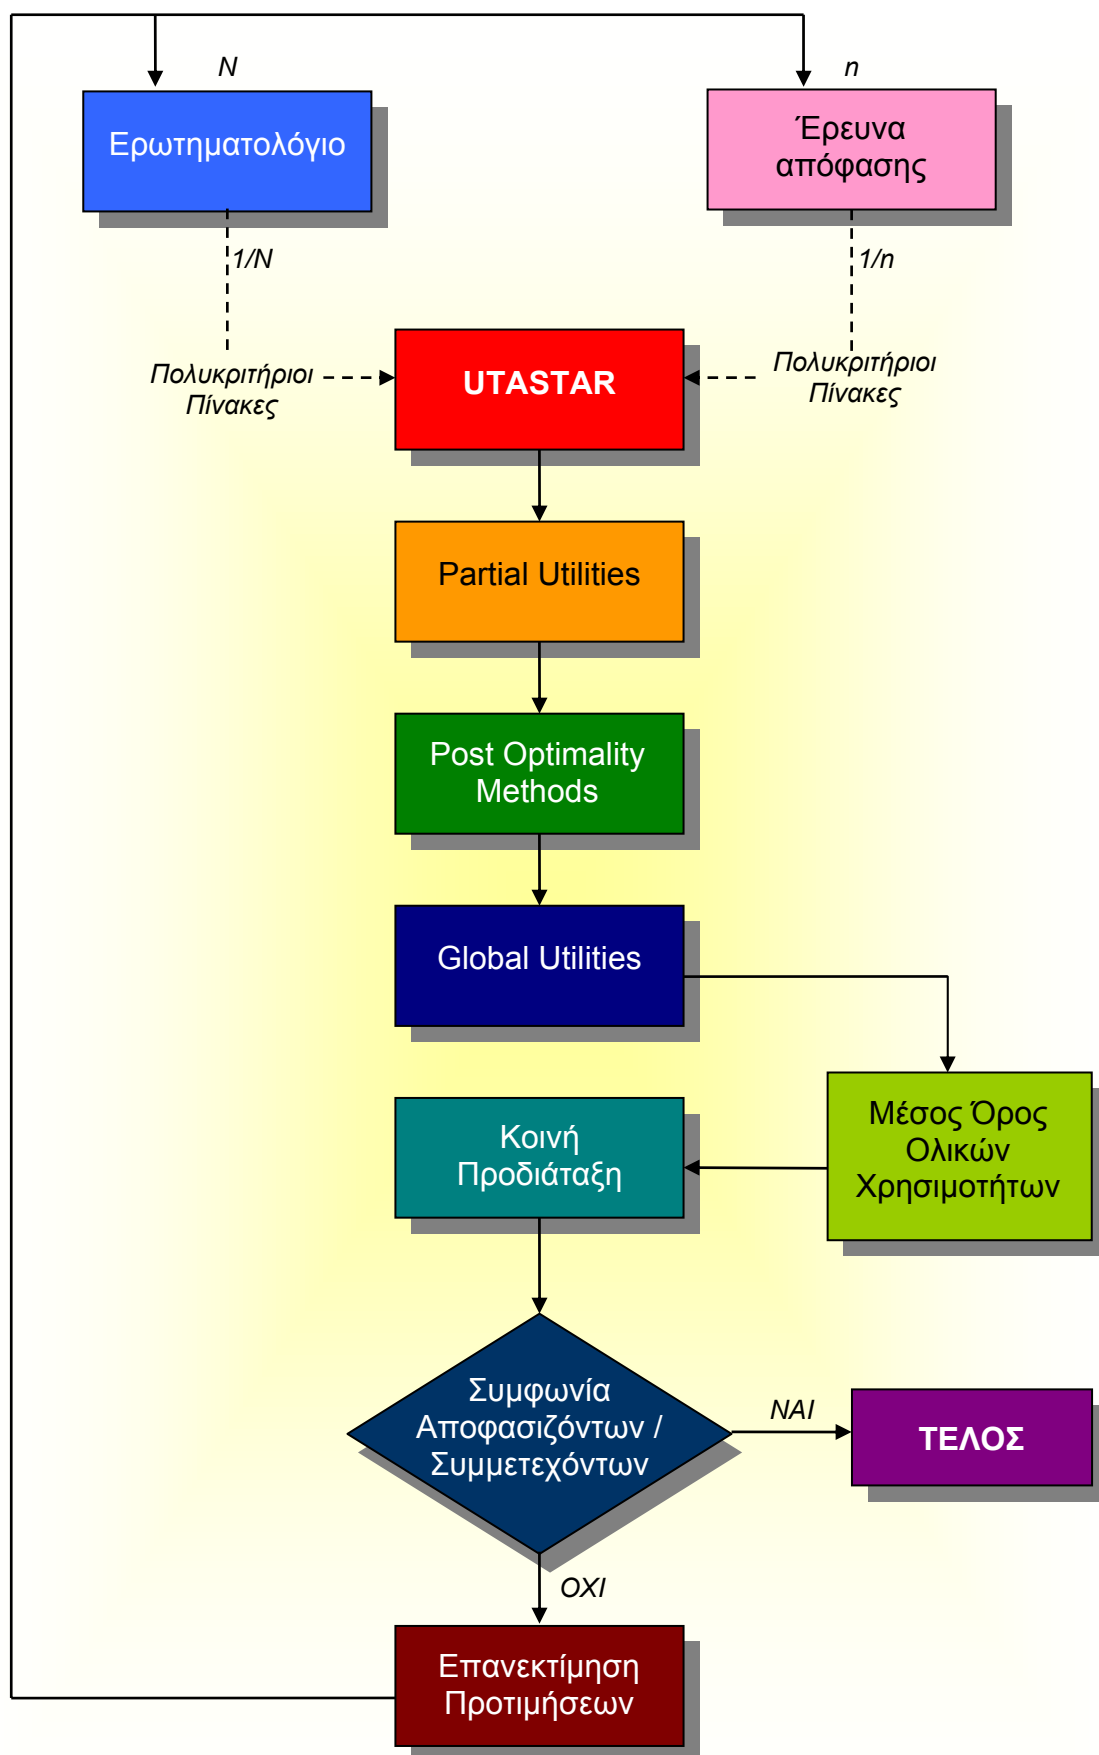 N
n
Ερωτηματολόγιο
Έρευνα
απόφασης
1/N
1/n
Πολυκριτήριοι
Πίνακες
UTASTAR
Πολυκριτήριοι
Πίνακες
Partial Utilities
Post Optimality
Methods
Global Utilities
Μέσος Όρος
Ολικών
Χρησιμοτήτων
Κοινή
Προδιάταξη
Συμφωνία
Αποφασιζόντων /
Συμμετεχόντων
ΝΑΙ
ΤΕΛΟΣ
ΟΧΙ
Επανεκτίμηση
Προτιμήσεων